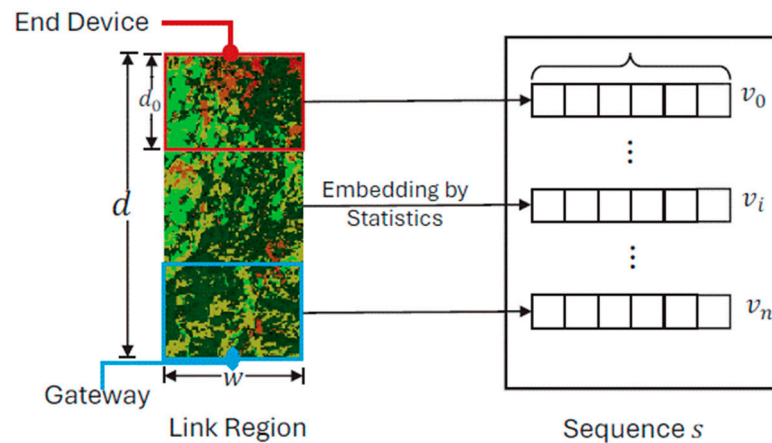 End Device
d₀
d
v₀
⋮
Embedding by
Statistics
vᵢ
⋮
vₙ
Gateway
w
Link Region
Sequence s